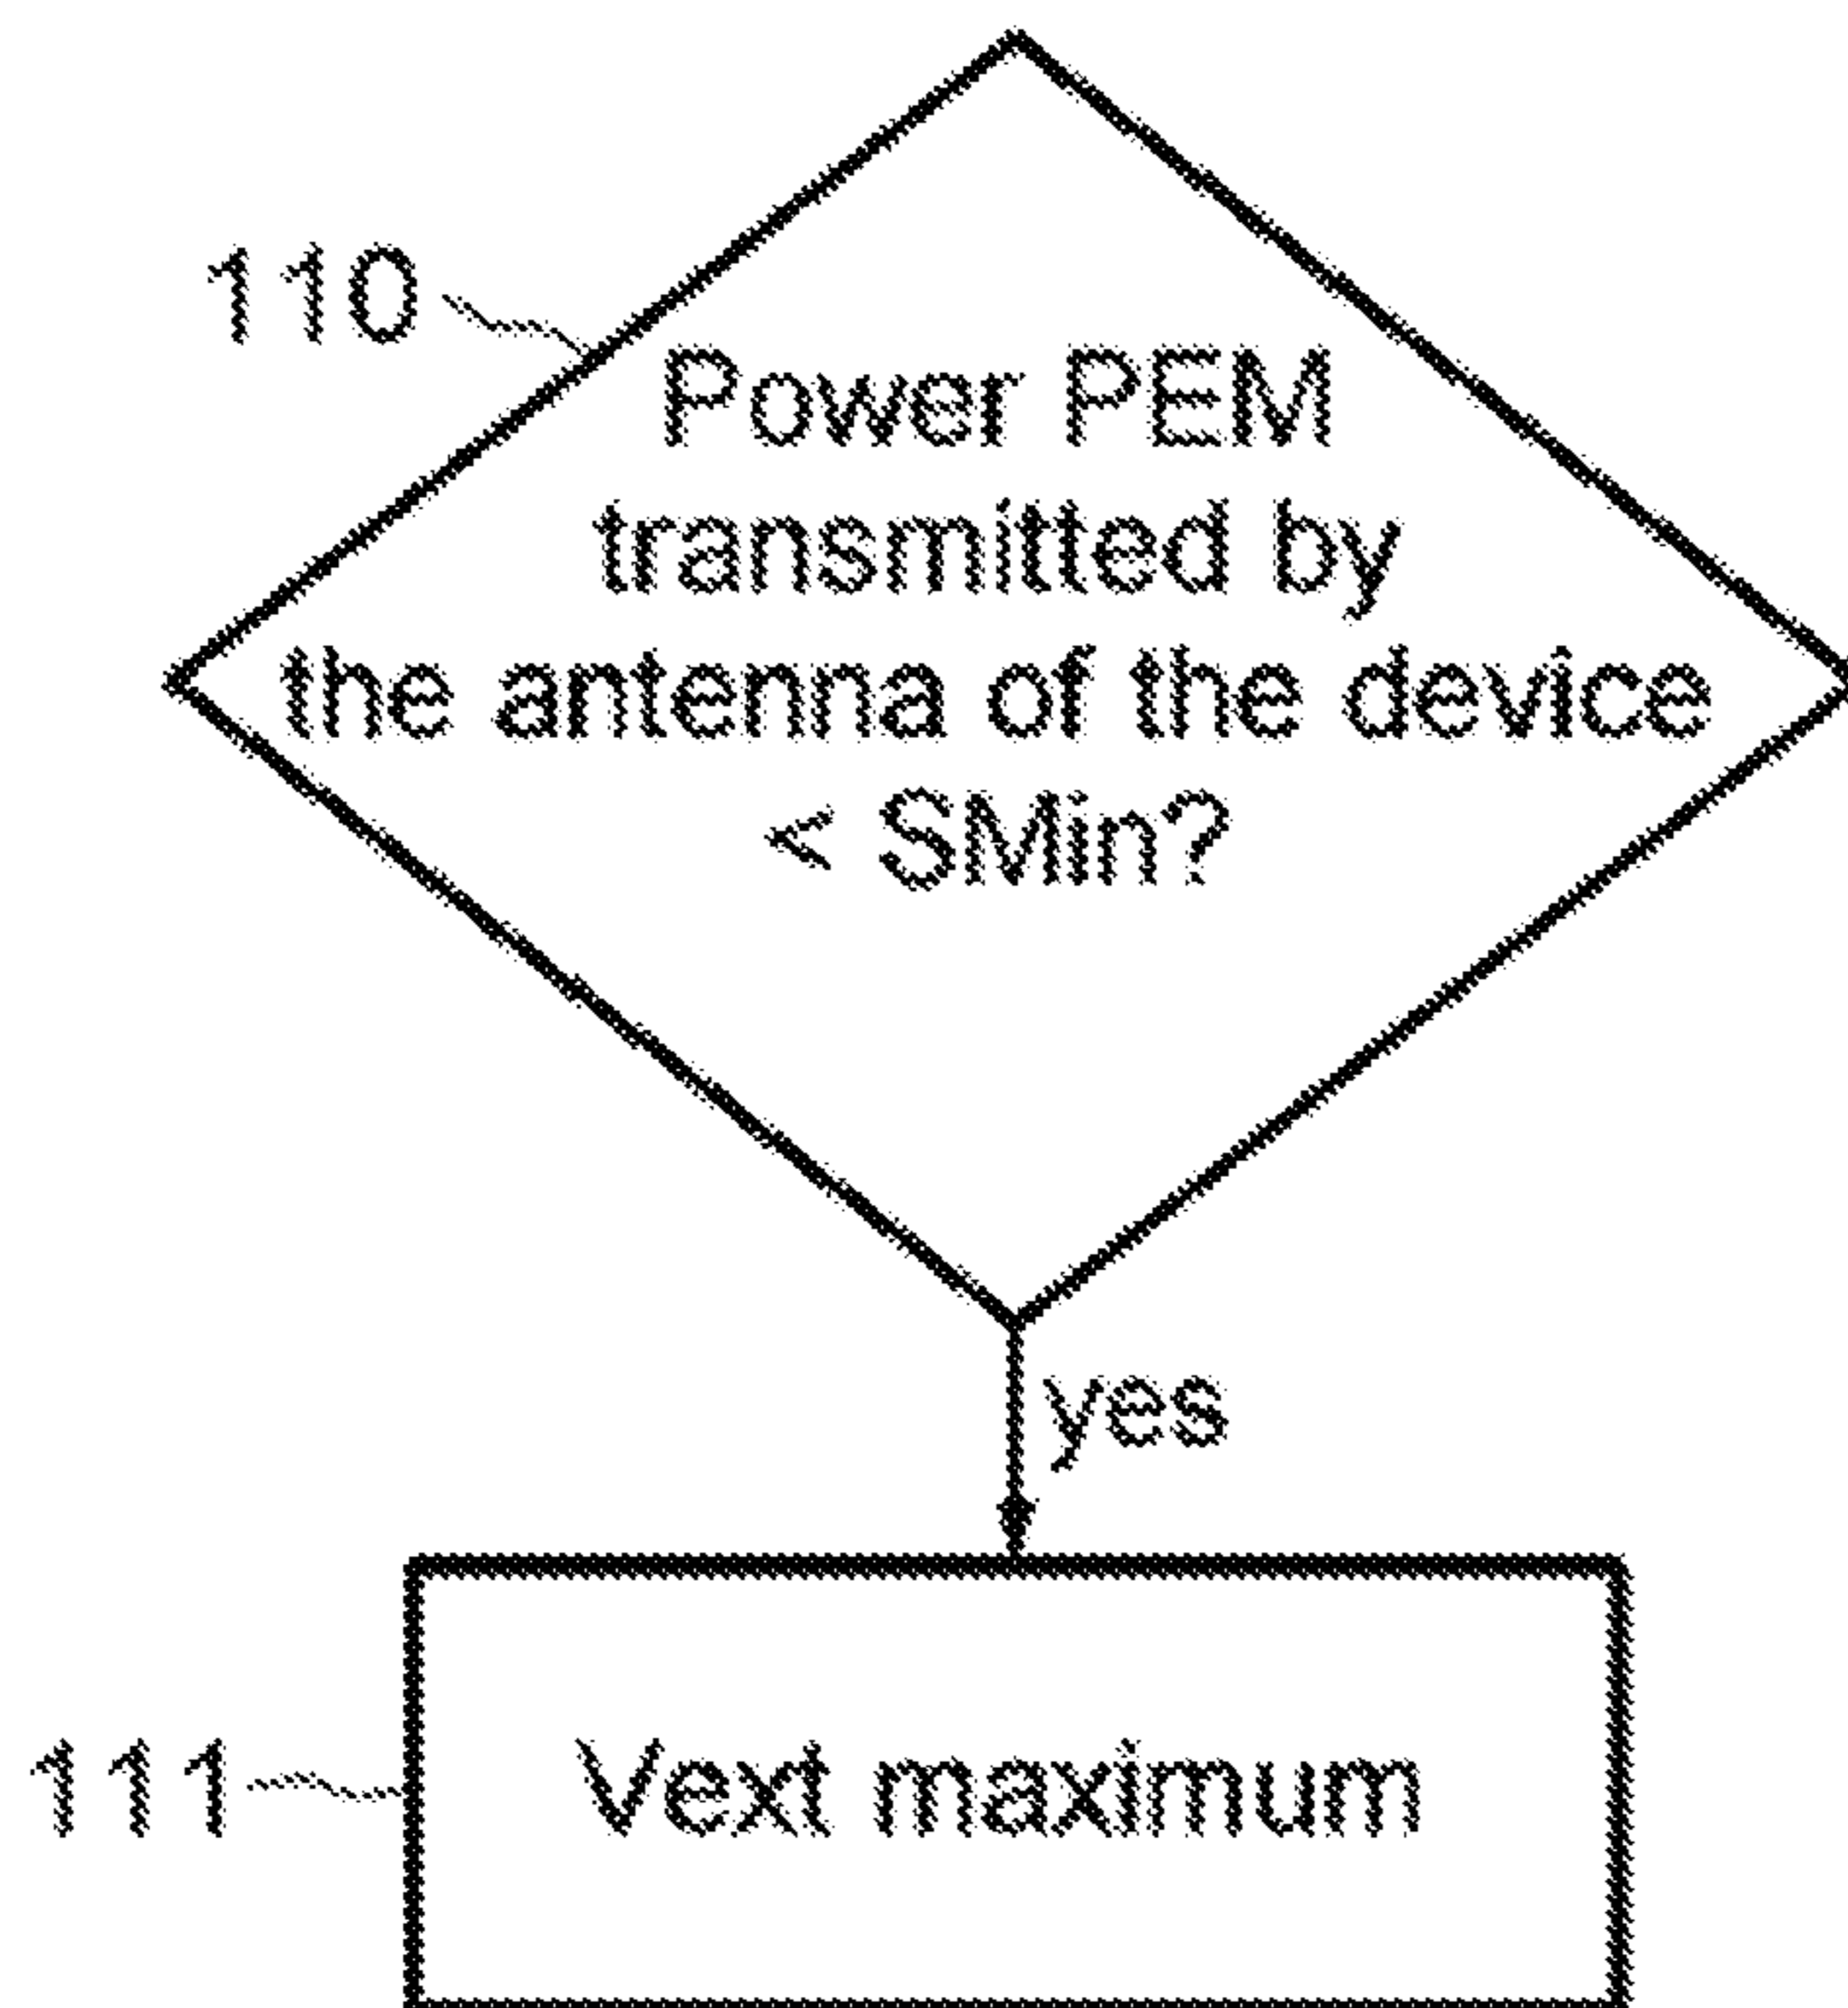 110
Power PEM
transmitted by
the antenna of the device
< SMin?
yes
111
Vext maximum